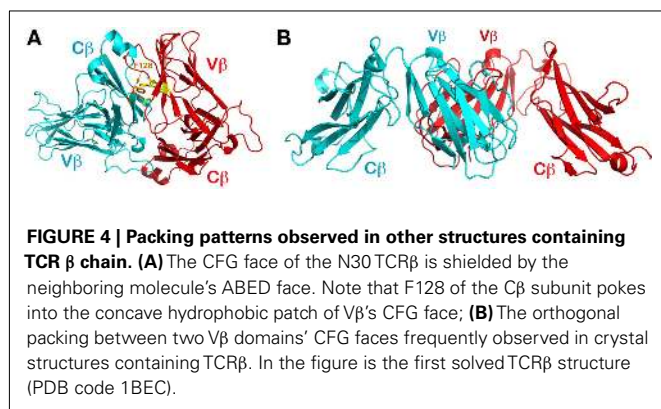 A
B
Cβ
F128
Vβ
Vβ
Cβ
Vβ
Vβ
Cβ
Cβ
FIGURE 4 | Packing patterns observed in other structures containing
TCR β chain. (A) The CFG face of the N30 TCRβ is shielded by the
neighboring molecule's ABED face. Note that F128 of the Cβ subunit pokes
into the concave hydrophobic patch of Vβ's CFG face; (B) The orthogonal
packing between two Vβ domains' CFG faces frequently observed in crystal
structures containing TCRβ. In the figure is the first solved TCRβ structure
(PDB code 1BEC).